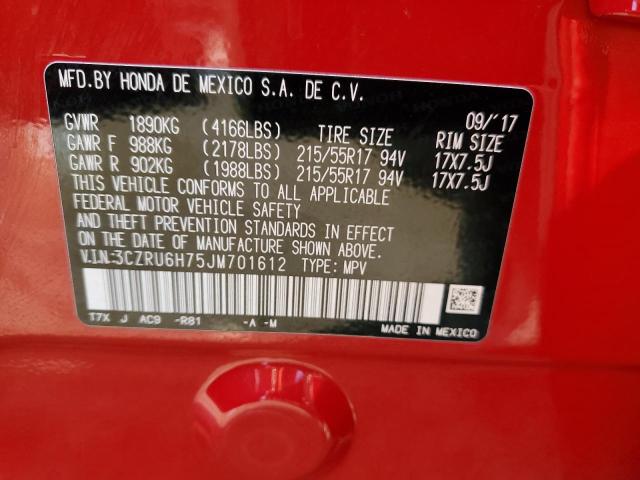 MFD.BY HONDA DE MEXICO S.A. DE C.V.
09/'17
GVWR 1890KG (4166LBS) TIRE SIZE RIM SIZE
GAWR F 988KG (2178LBS) 215/55R17 94V 17X7.5J
GAWR R 902KG (1988LBS) 215/55R17 94V 17X7.5J
THIS VEHICLE CONFORMS TO ALL APPLICABLE
FEDERAL MOTOR VEHICLE SAFETY
AND THEFT PREVENTION STANDARDS IN EFFECT
ON THE DATE OF MANUFACTURE SHOWN ABOVE.
V.I.N:3CZRU6H75JM701612 TYPE: MPV
T7X J AC9 -R81 -A -M
MADE IN MEXICO